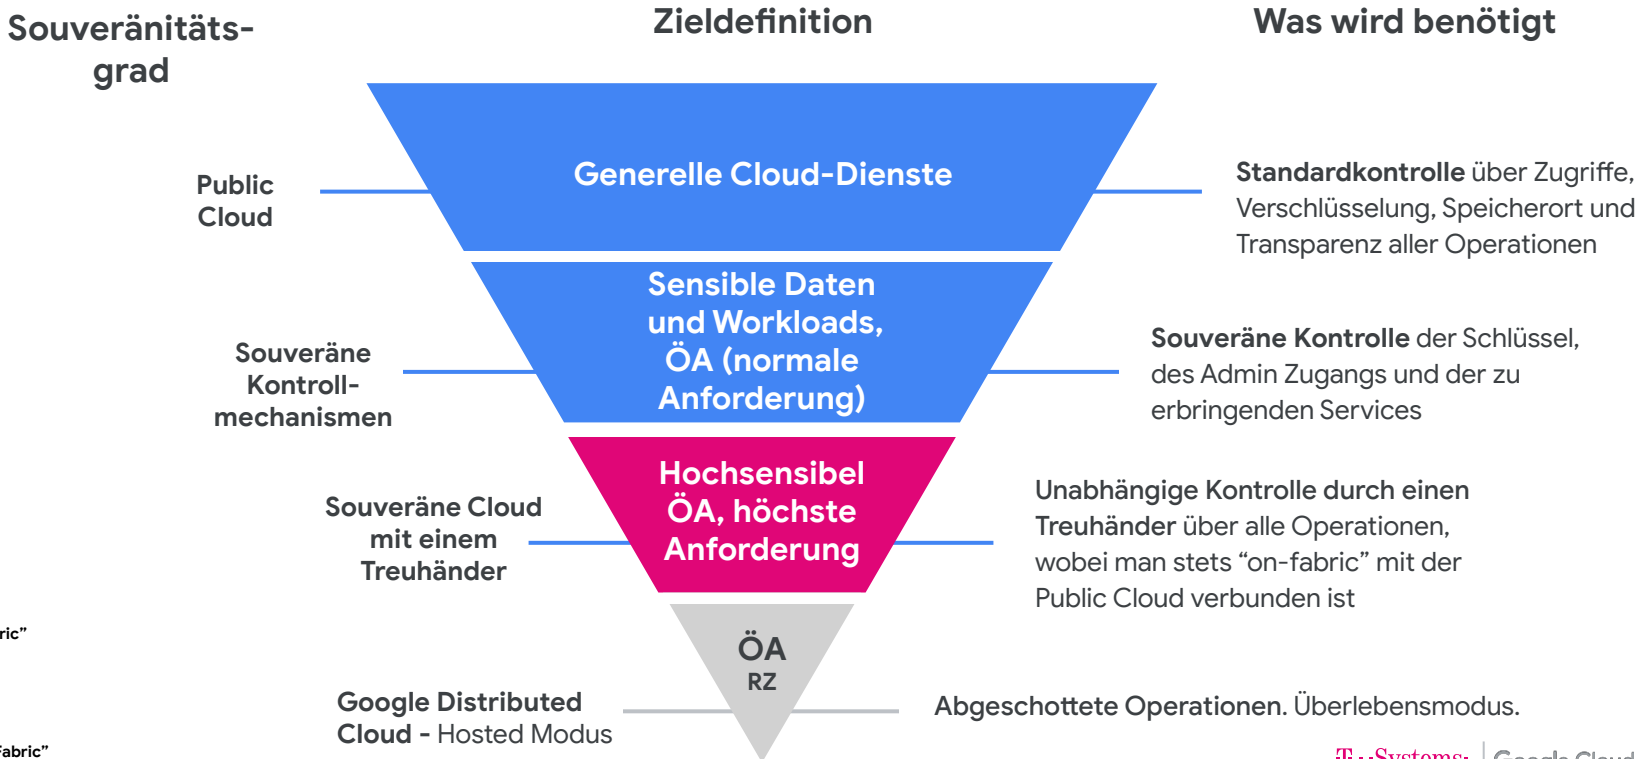 Souveränitäts-
grad
Zieldefinition
Was wird benötigt
Public
Cloud
Generelle Cloud-Dienste
Standardkontrolle über Zugriffe,
Verschlüsselung, Speicherort und
Transparenz aller Operationen
Souveräne
Kontroll-
mechanismen
Sensible Daten
und Workloads,
ÖA (normale
Anforderung)
Souveräne Kontrolle der Schlüssel,
des Admin Zugangs und der zu
erbringenden Services
Souveräne Cloud
mit einem
Treuhänder
Hochsensibel
ÖA, höchste
Anforderung
Unabhängige Kontrolle durch einen
Treuhänder über alle Operationen,
wobei man stets “on-fabric” mit der
Public Cloud verbunden ist
ÖA
RZ
Google Distributed
Cloud - Hosted Modus
Abgeschottete Operationen. Überlebensmodus.
Systems
Google Cloud